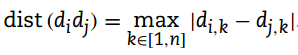 dist (d_i d_j) = max_{k∈[1,n]} |d_{i,k} − d_{j,k}|.